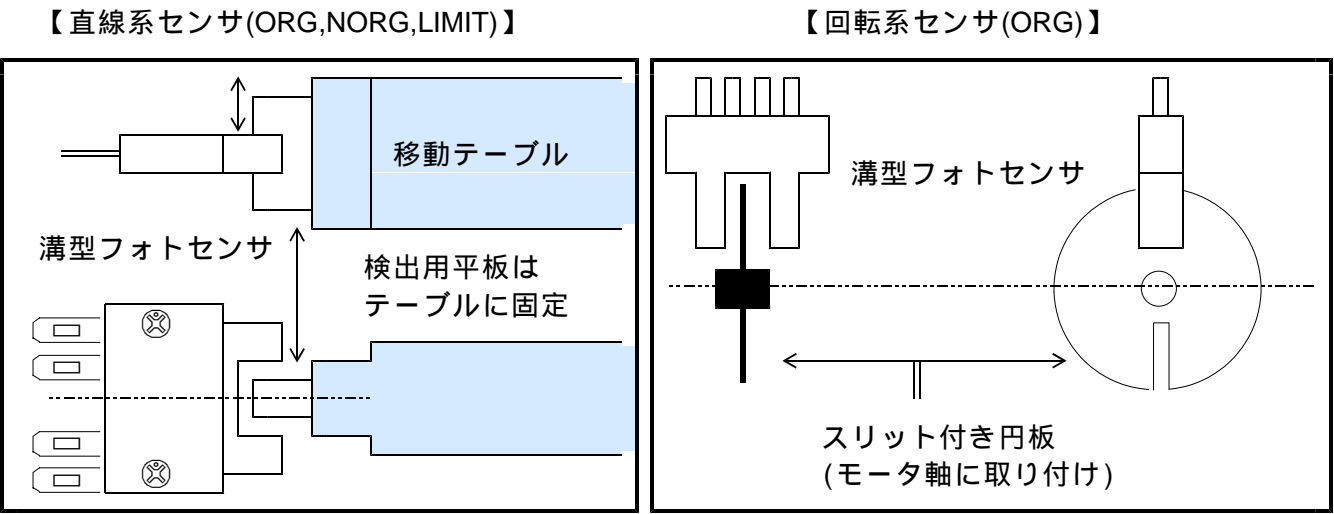 【直線系センサ(ORG,NORG,LIMIT)】
移動テーブル
溝型フォトセンサ
検出用平板は
テーブルに固定
【回転系センサ(ORG)】
溝型フォトセンサ
スリット付き円板
(モータ軸に取り付け)